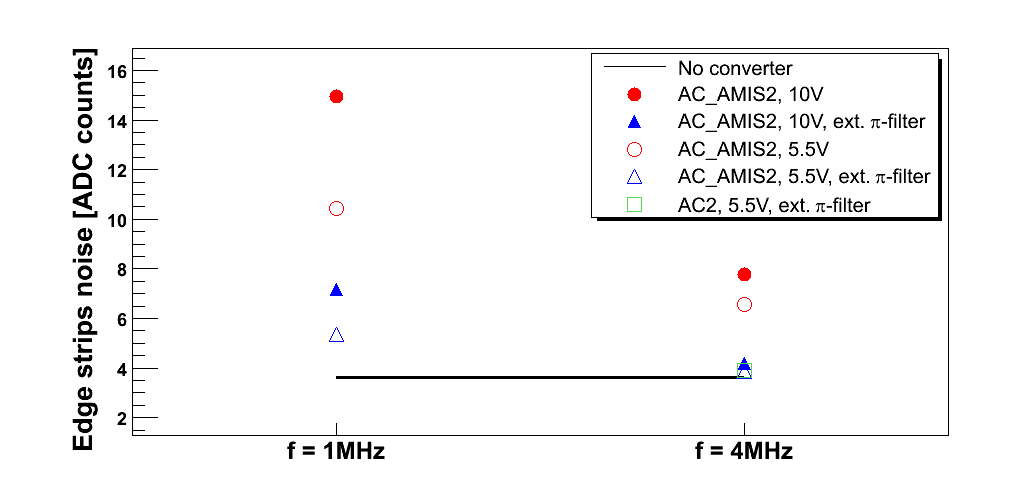 Edge strips noise [ADC counts]
16
14
12
10
8
6
4
2
No converter
AC_AMIS2, 10V
AC_AMIS2, 10V, ext. π-filter
AC_AMIS2, 5.5V
AC_AMIS2, 5.5V, ext. π-filter
AC2, 5.5V, ext. π-filter
f = 1MHz
f = 4MHz